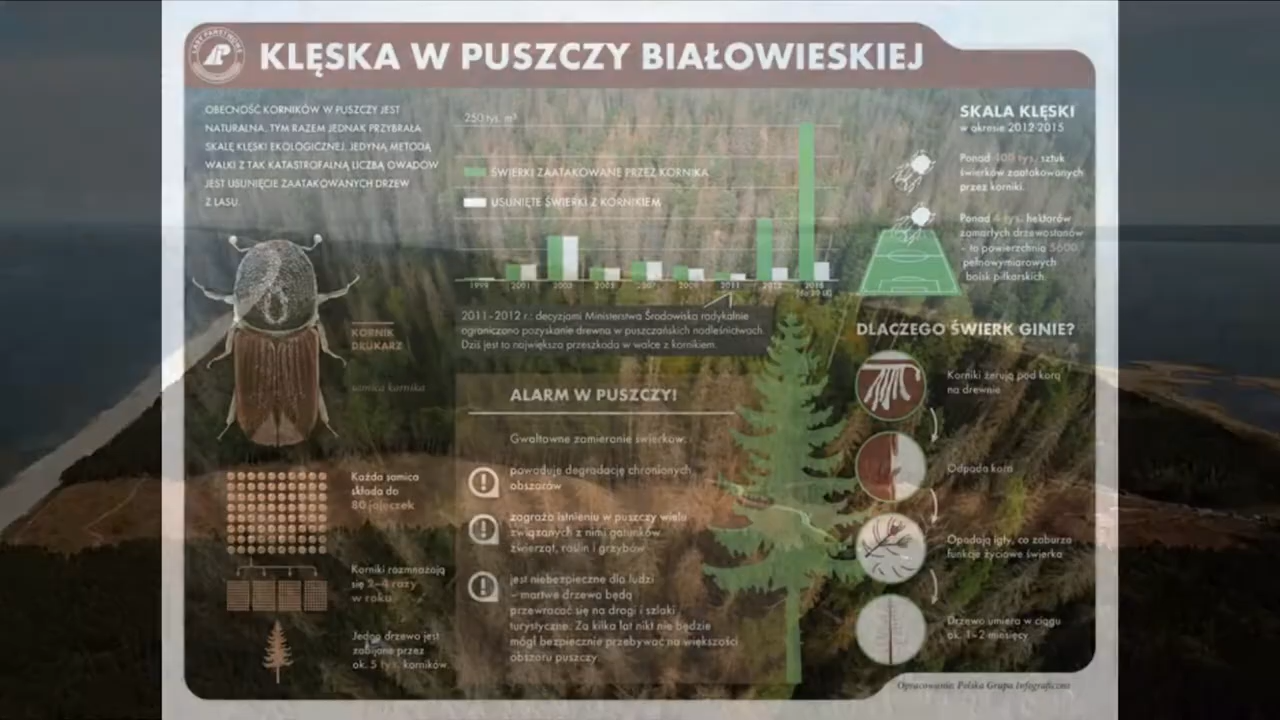 LASY PAŃSTWOWE
KLĘSKA W PUSZCZY BIAŁOWIESKIEJ
OBECNOŚĆ KORNIKÓW W PUSZCZY JEST
NATURALNA. TYM RAZEM JEDNAK PRZYBRAŁA
SKALĘ KLĘSKI EKOLOGICZNEJ. JEDYNĄ METODĄ
WALKI Z TAK KATASTROFALNĄ LICZBĄ OWADÓW
JEST USUNIĘCIE ZAATAKOWANYCH DRZEW
Z LASU.
KORNIK
DRUKARZ
samica kornika
Każda samica
składa do
80 jajeczek
Korniki rozmnażają
się 2–4 razy
w roku
Jedno drzewo jest
zabijane przez
ok. 5 tys. korników.
250 tys. m³
ŚWIERKI ZAATAKOWANE PRZEZ KORNIKA
USUNIĘTE ŚWIERKI Z KORNIKIEM
1999 2001 2003 2007 2009 2011
2011–2012 r.: decyzjami Ministerstwa Środowiska radykalnie
ograniczono pozyskanie drewna w puszczańskich nadleśnictwach.
Dziś jest to największa przeszkoda w walce z kornikiem.
ALARM W PUSZCZY!
Gwałtowne zamieranie świerków:
powoduje degradację chronionych
obszarów
zagraża istnieniu w puszczy wielu
związanych z nimi gatunków
zwierząt, roślin i grzybów
jest niebezpieczne dla ludzi
– martwe drzewa będą
przewracać się na drogi i szlaki
turystyczne. Za kilka lat nikt nie będzie
mógł bezpiecznie przebywać na większości
obszaru puszczy.
SKALA KLĘSKI
w okresie 2012-2015
Ponad 400 tys. sztuk
świerków zaatakowanych
przez korniki.
Ponad 4 tys. hektarów
zamarłych drzewostanów
– to powierzchnia 5600
pełnowymiarowych
boisk piłkarskich.
DLACZEGO ŚWIERK GINIE?
Korniki żerują pod korą
na drewnie
Odpada kora
Opadają igły, co zaburza
funkcje życiowe świerka
Drzewo umiera w ciągu
ok. 1–2 miesięcy
Opracowanie: Polska Grupa Infograficzna